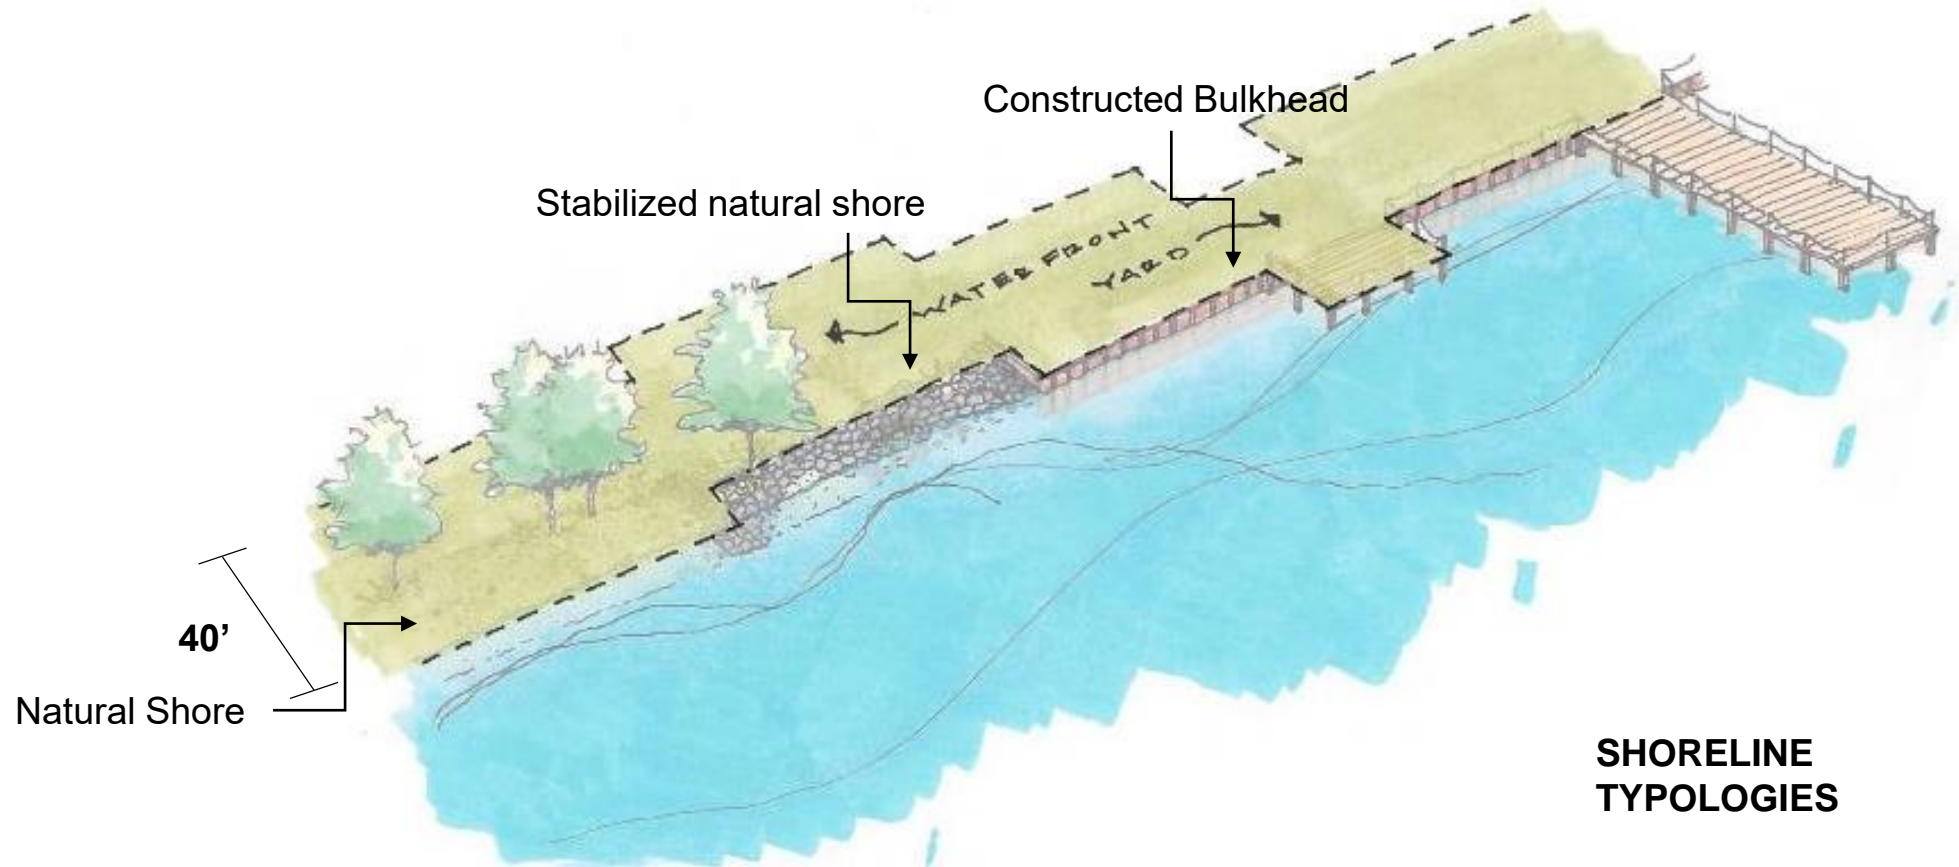 Constructed Bulkhead
Stabilized natural shore
WATERFRONT
YARD
40’
Natural Shore
SHORELINE
TYPOLOGIES